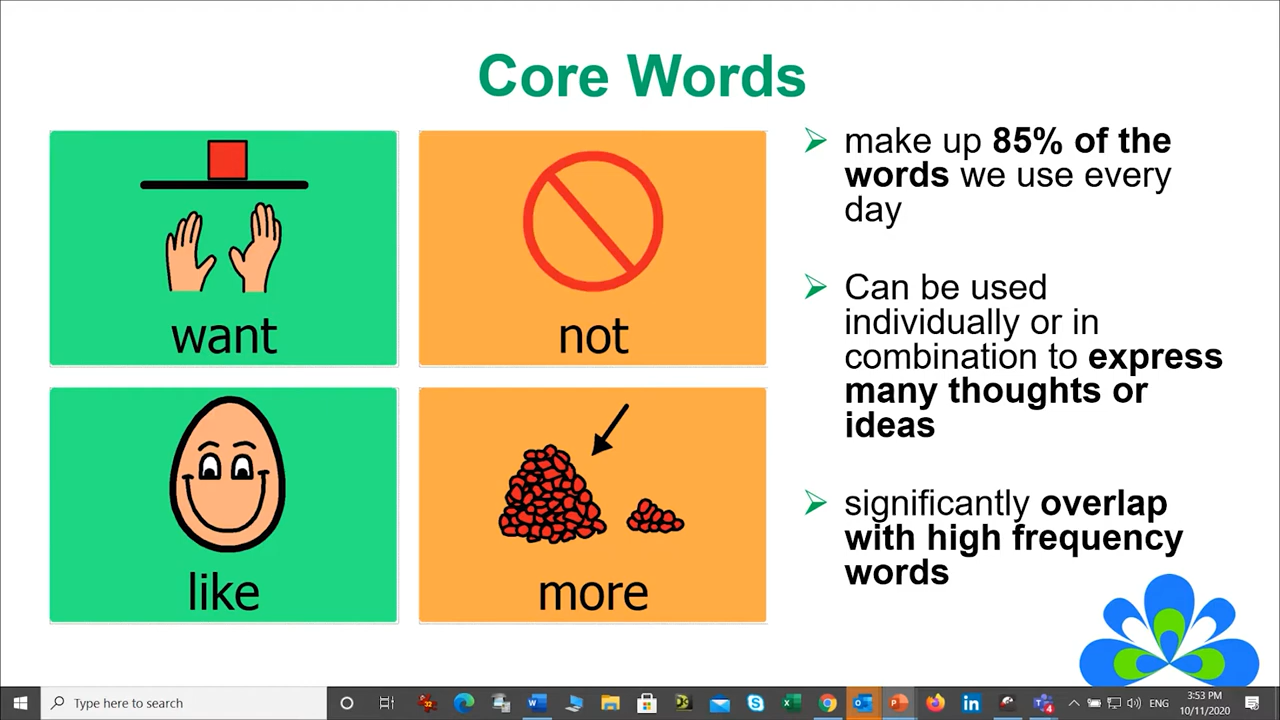 Core Words
want
not
like
more
make up 85% of the
words we use every
day
Can be used
individually or in
combination to express
many thoughts or
ideas
significantly overlap
with high frequency
words
Type here to search
32
ENG
3:53 PM
10/11/2020